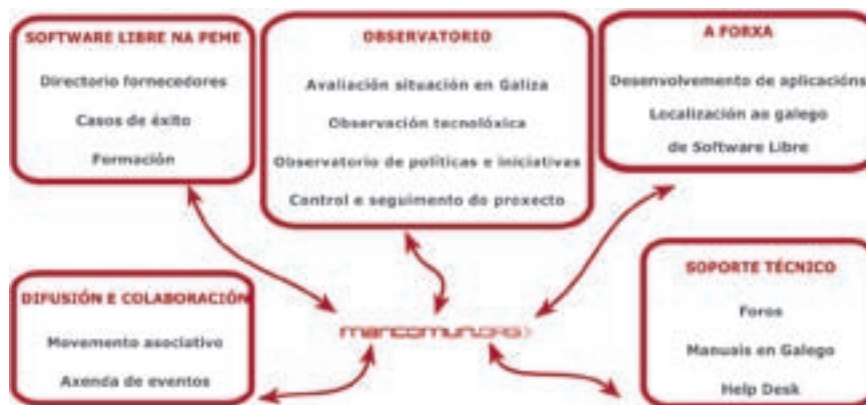 SOFTWARE LIBRE NA PEME
Directorio fornecedores
Casos de éxito
Formación
OBSERVATORIO
Avaliación situación en Galiza
Observación tecnolóxica
Observatorio de políticas e iniciativas
Control e seguimento do proxecto
A FORXA
Desenvolvemento de aplicacións
Localización ao galego
de Software Libre
DIFUSIÓN E COLABORACIÓN
Movemento asociativo
Axenda de eventos
mancomun.ORG
SOPORTE TÉCNICO
Foros
Manuais en Galego
Help Desk